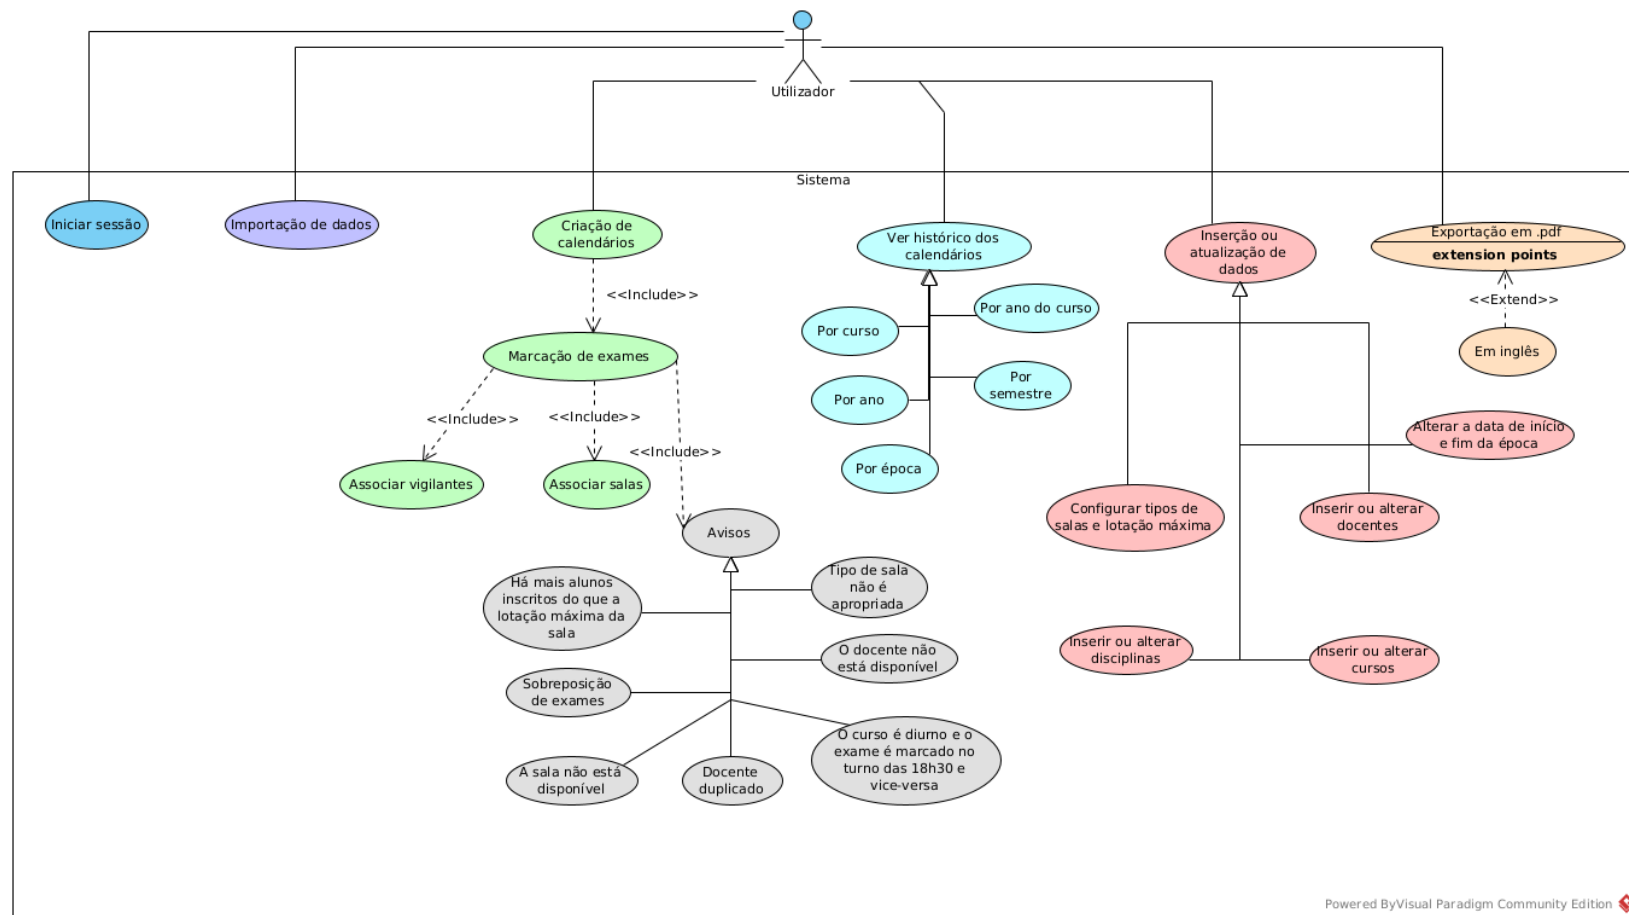 Utilizador
Sistema
Iniciar sessão
Importação de dados
Criação de
calendários
Ver histórico dos
calendários
Inserção ou
atualização de
dados
Exportação em .pdf
extension points
<<Include>>
<<Extend>>
Por curso
Por ano do curso
Marcação de exames
Em inglês
Por ano
Por
semestre
<<Include>>
<<Include>>
<<Include>>
Alterar a data de início
e fim da época
Por época
Associar vigilantes
Associar salas
Configurar tipos de
salas e lotação máxima
Inserir ou alterar
docentes
Avisos
Há mais alunos
inscritos do que a
lotação máxima da
sala
Tipo de sala
não é
apropriada
O docente não
está disponível
Inserir ou alterar
disciplinas
Inserir ou alterar
cursos
Sobreposição
de exames
A sala não está
disponível
Docente
duplicado
O curso é diurno e o
exame é marcado no
turno das 18h30 e
vice-versa
Powered ByVisual Paradigm Community Edition